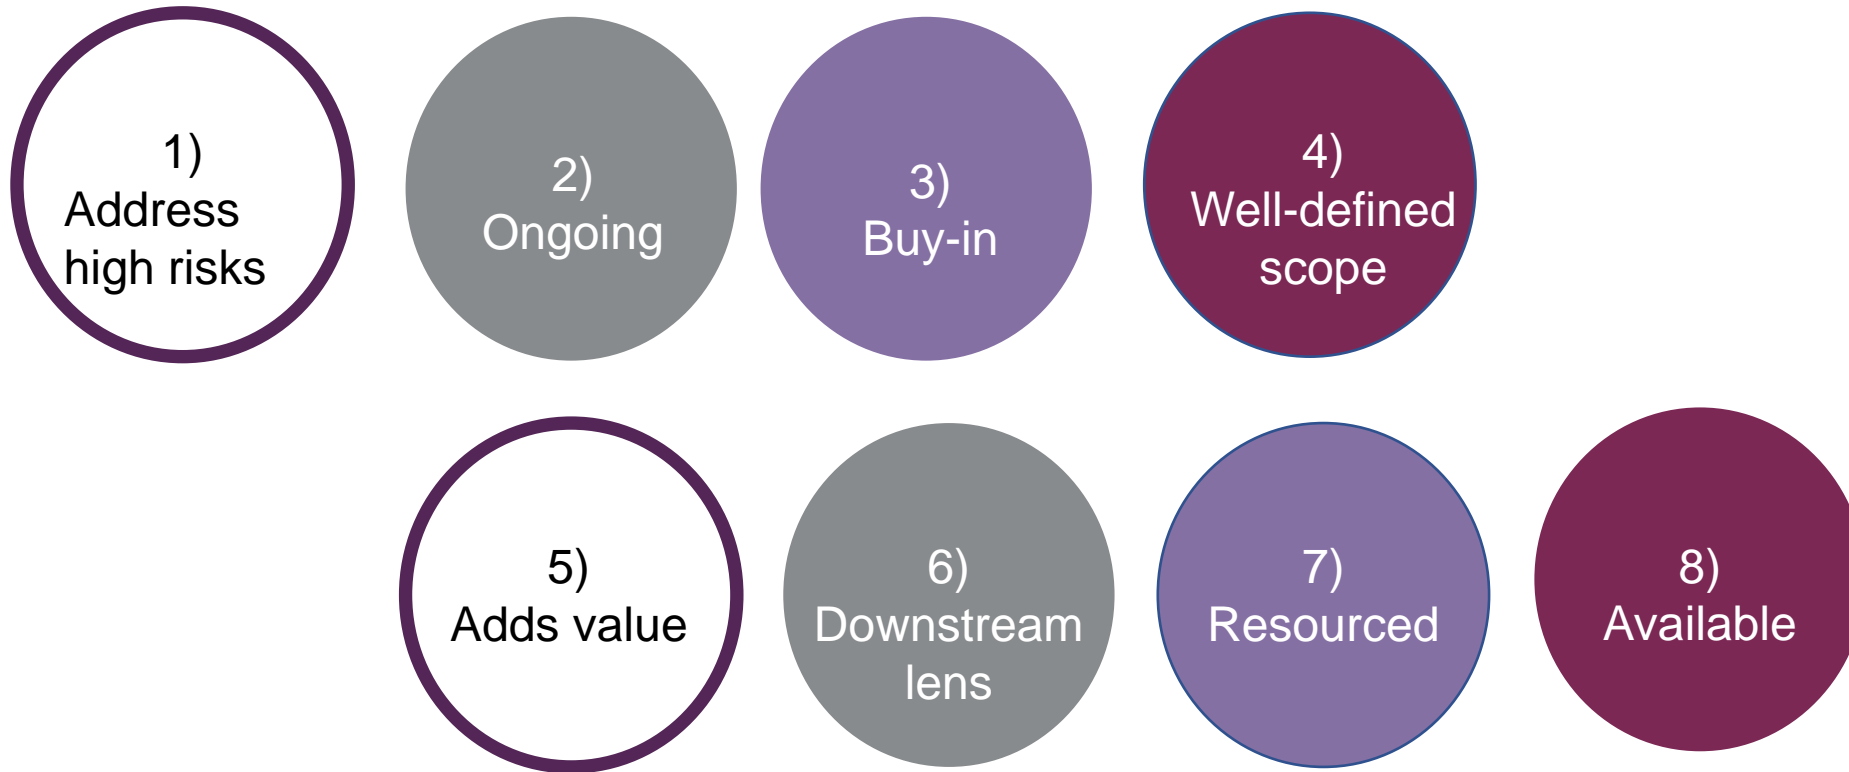 1)
Address
high risks
2)
Ongoing
3)
Buy-in
4)
Well-defined
scope
5)
Adds value
6)
Downstream
lens
7)
Resourced
8)
Available